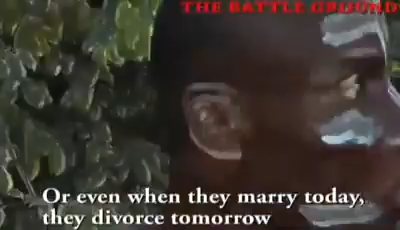 THE BATTLE GROUND
Or even when they marry today,
they divorce tomorrow